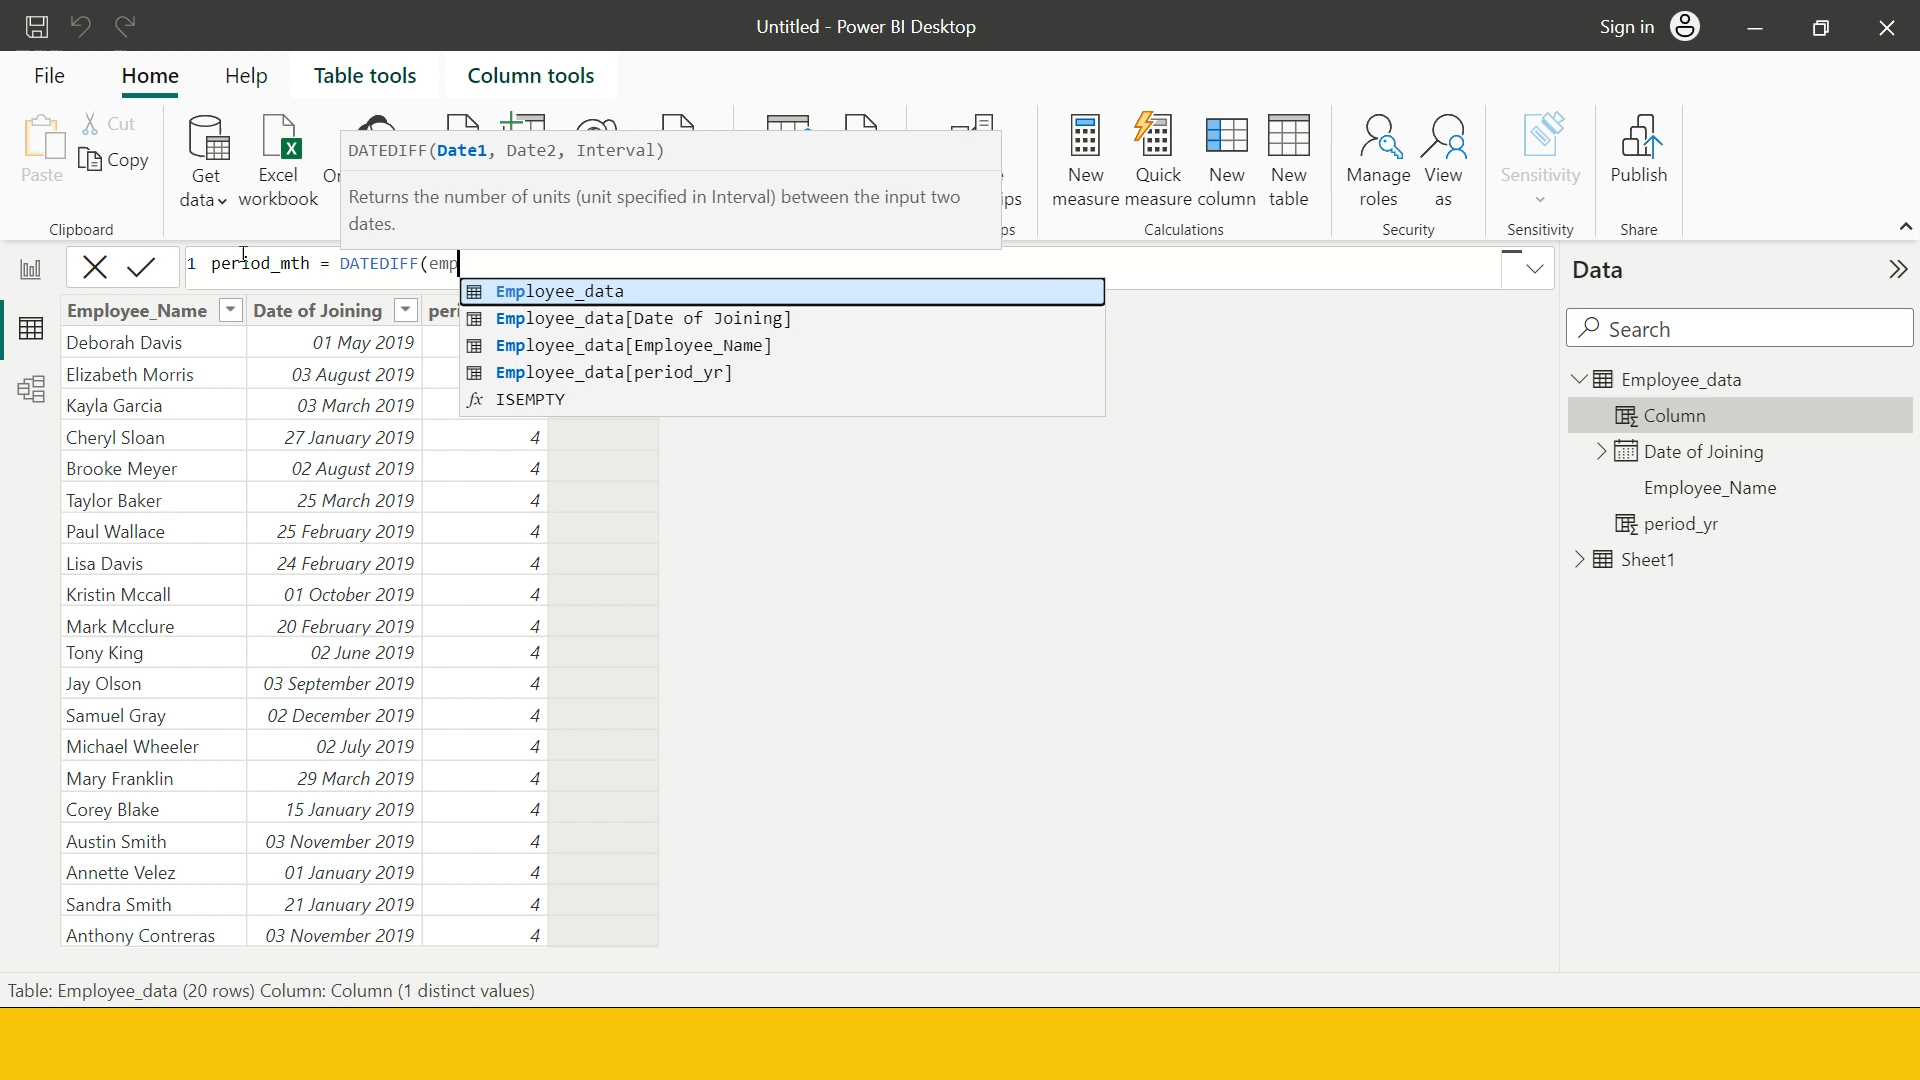 Untitled - Power BI Desktop
Sign in
File
Home
Help
Table tools
Column tools
Paste
Cut
Copy
Clipboard
Get data
Excel workbook
DATEDIFF(Date1, Date2, Interval)
Returns the number of units (unit specified in Interval) between the input two
dates.
New measure
Quick measure
New column
New table
Calculations
Manage roles
View as
Security
Sensitivity
Sensitivity
Publish
Share
1 period_mth = DATEDIFF(emp
Employee_data
Employee_data[Date of Joining]
Employee_data[Employee_Name]
Employee_data[period_yr]
ISEMPTY
Employee_Name Date of Joining peri
Deborah Davis 01 May 2019
Elizabeth Morris 03 August 2019
Kayla Garcia 03 March 2019
Cheryl Sloan 27 January 2019 4
Brooke Meyer 02 August 2019 4
Taylor Baker 25 March 2019 4
Paul Wallace 25 February 2019 4
Lisa Davis 24 February 2019 4
Kristin Mccall 01 October 2019 4
Mark Mcclure 20 February 2019 4
Tony King 02 June 2019 4
Jay Olson 03 September 2019 4
Samuel Gray 02 December 2019 4
Michael Wheeler 02 July 2019 4
Mary Franklin 29 March 2019 4
Corey Blake 15 January 2019 4
Austin Smith 03 November 2019 4
Annette Velez 01 January 2019 4
Sandra Smith 21 January 2019 4
Anthony Contreras 03 November 2019 4
Data
Search
Employee_data
Column
Date of Joining
Employee_Name
period_yr
Sheet1
Table: Employee_data (20 rows) Column: Column (1 distinct values)